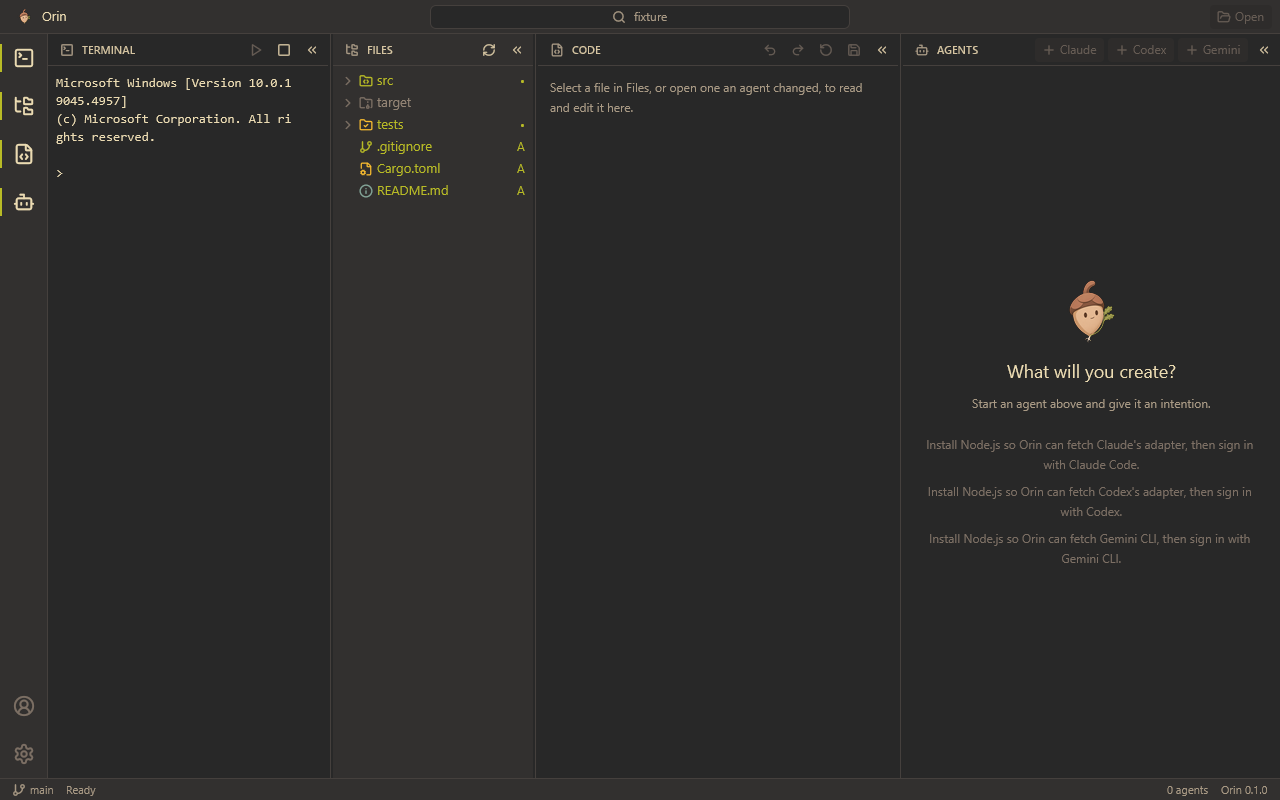 Orin
fixture
Open
TERMINAL
Microsoft Windows [Version 10.0.1
9045.4957]
(c) Microsoft Corporation. All ri
ghts reserved.
>
FILES
src
target
tests
.gitignore A
Cargo.toml A
README.md A
CODE
Select a file in Files, or open one an agent changed, to read
and edit it here.
AGENTS
+ Claude
+ Codex
+ Gemini
What will you create?
Start an agent above and give it an intention.
Install Node.js so Orin can fetch Claude's adapter, then sign in
with Claude Code.
Install Node.js so Orin can fetch Codex's adapter, then sign in
with Codex.
Install Node.js so Orin can fetch Gemini CLI, then sign in with
Gemini CLI.
main Ready
0 agents Orin 0.1.0